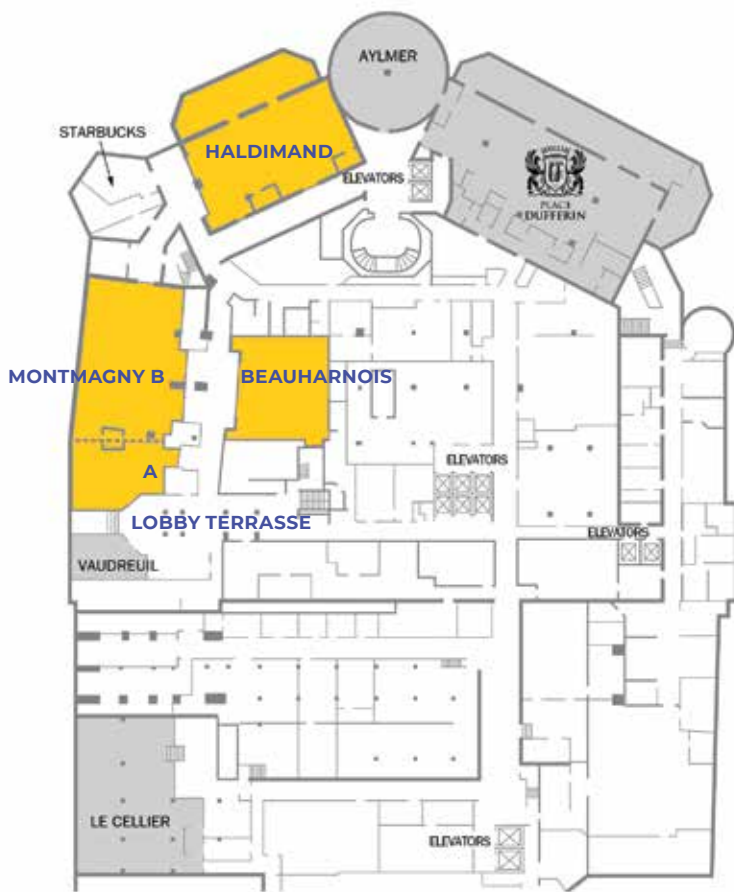 AYLMER
STARBUCKS
HALDIMAND
ELEVATORS
PLACE
DUFFERIN
MONTMAGNY B
BEAUHARNOIS
ELEVATORS
A
LOBBY TERRASSE
ELEVATORS
VAUDREUIL
LE CELLIER
ELEVATORS